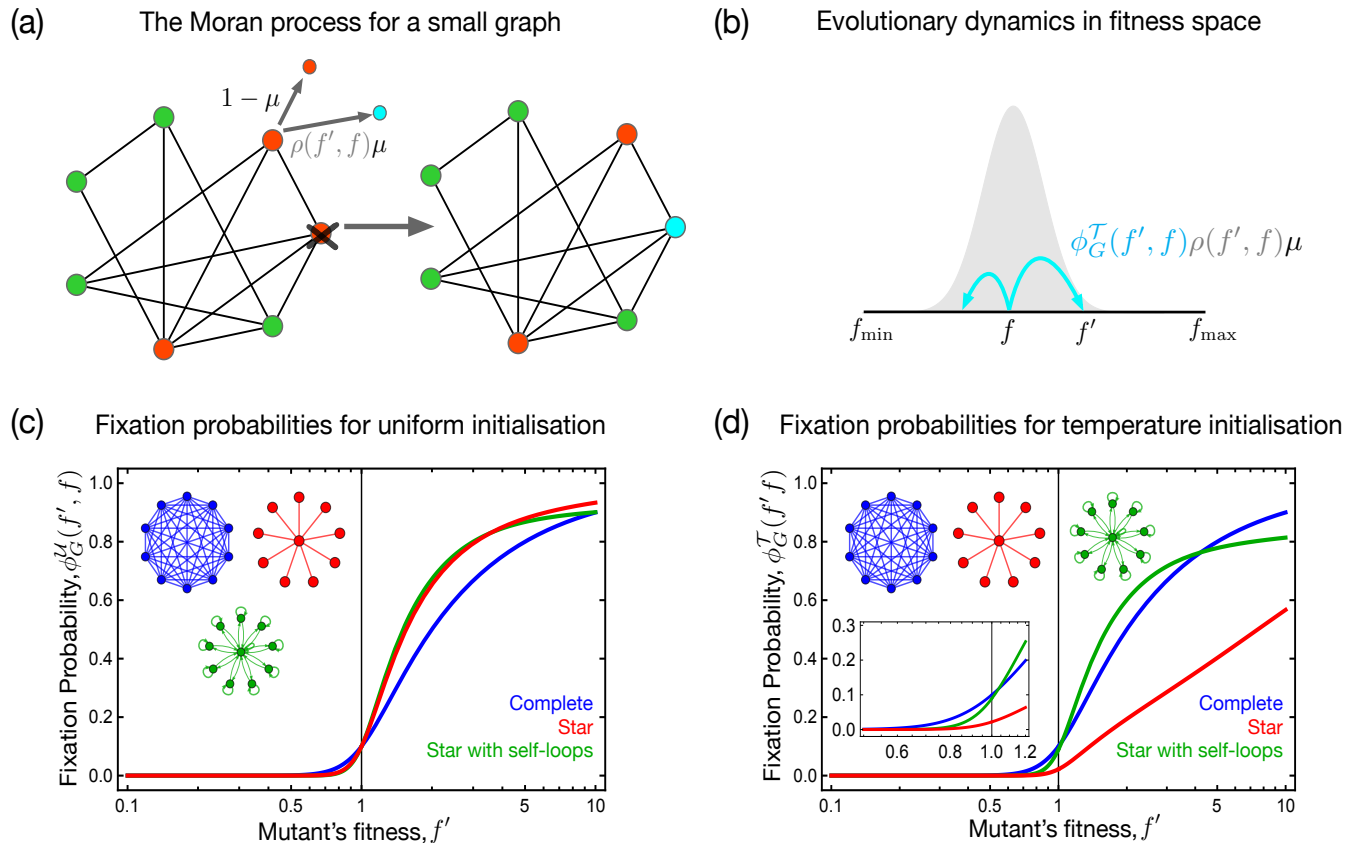 (a) The Moran process for a small graph
1 − μ
ρ(f′, f)μ
(b) Evolutionary dynamics in fitness space
ϕ_G^𝒯(f′, f)ρ(f′, f)μ
f_min f f′ f_max
(c) Fixation probabilities for uniform initialisation
Fixation Probability, ϕ_G^𝒰(f′, f)
1.0
0.8
0.6
0.4
0.2
0.0
Complete
Star
Star with self-loops
0.1 0.5 1 5 10
Mutant's fitness, f′
(d) Fixation probabilities for temperature initialisation
Fixation Probability, ϕ_G^𝒯(f′ f)
1.0
0.8
0.6
0.4
0.2
0.0
0.3
0.2
0.1
0.0
0.6 0.8 1.0 1.2
Complete
Star
Star with self-loops
0.1 0.5 1 5 10
Mutant's fitness, f′